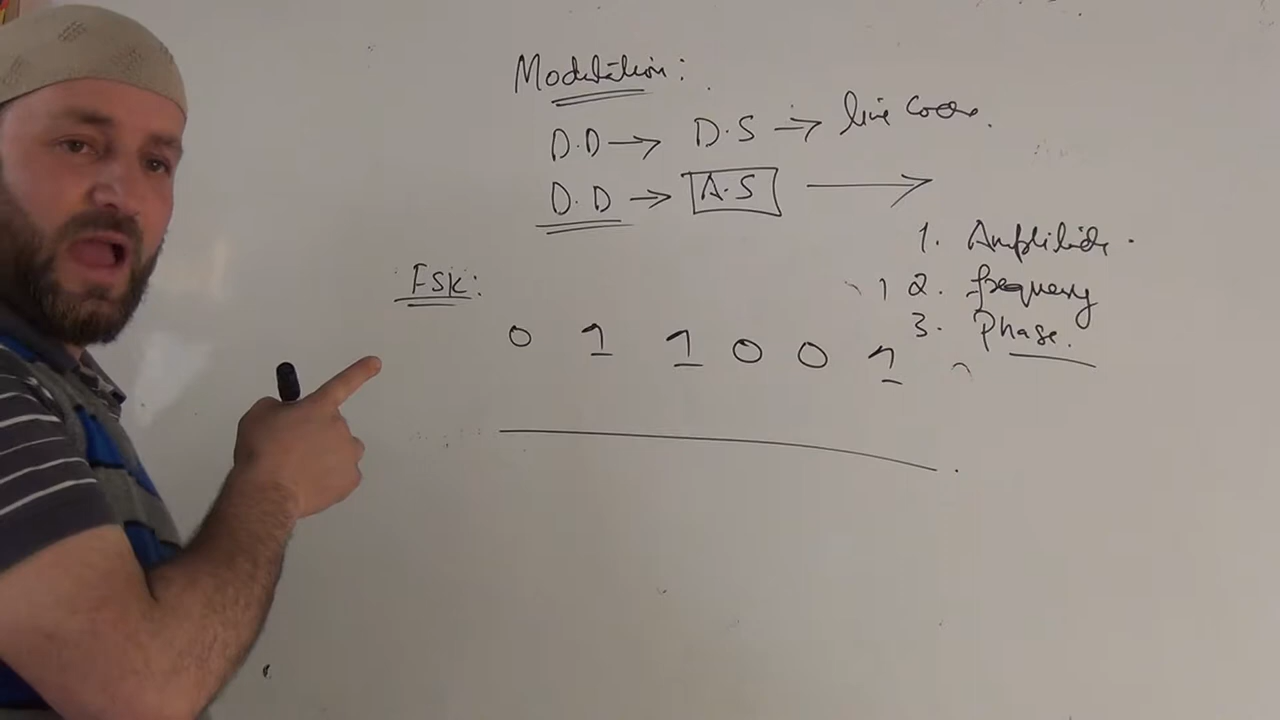 Modulation:
D.D → D.S → line code.
D.D → A.S →
1. Amplitude.
2. frequency
3. Phase.
FSK:
0 1 1 0 0 1